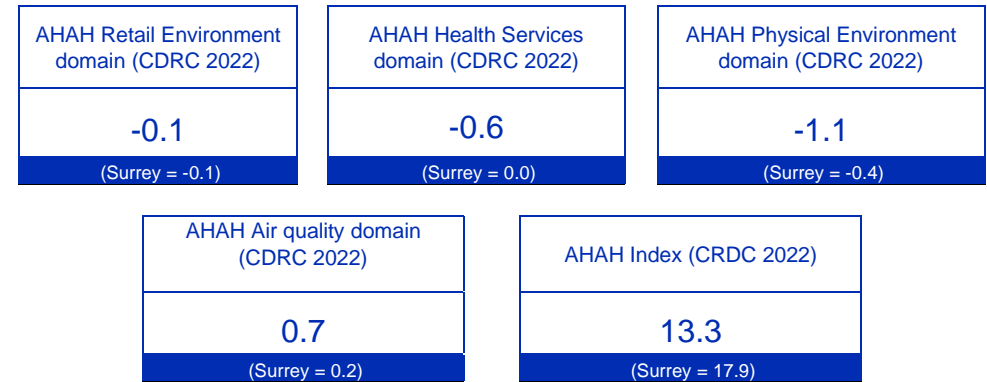 AHAH Retail Environment
domain (CDRC 2022)
-0.1
(Surrey = -0.1)
AHAH Health Services
domain (CDRC 2022)
-0.6
(Surrey = 0.0)
AHAH Physical Environment
domain (CDRC 2022)
-1.1
(Surrey = -0.4)
AHAH Air quality domain
(CDRC 2022)
0.7
(Surrey = 0.2)
AHAH Index (CRDC 2022)
13.3
(Surrey = 17.9)